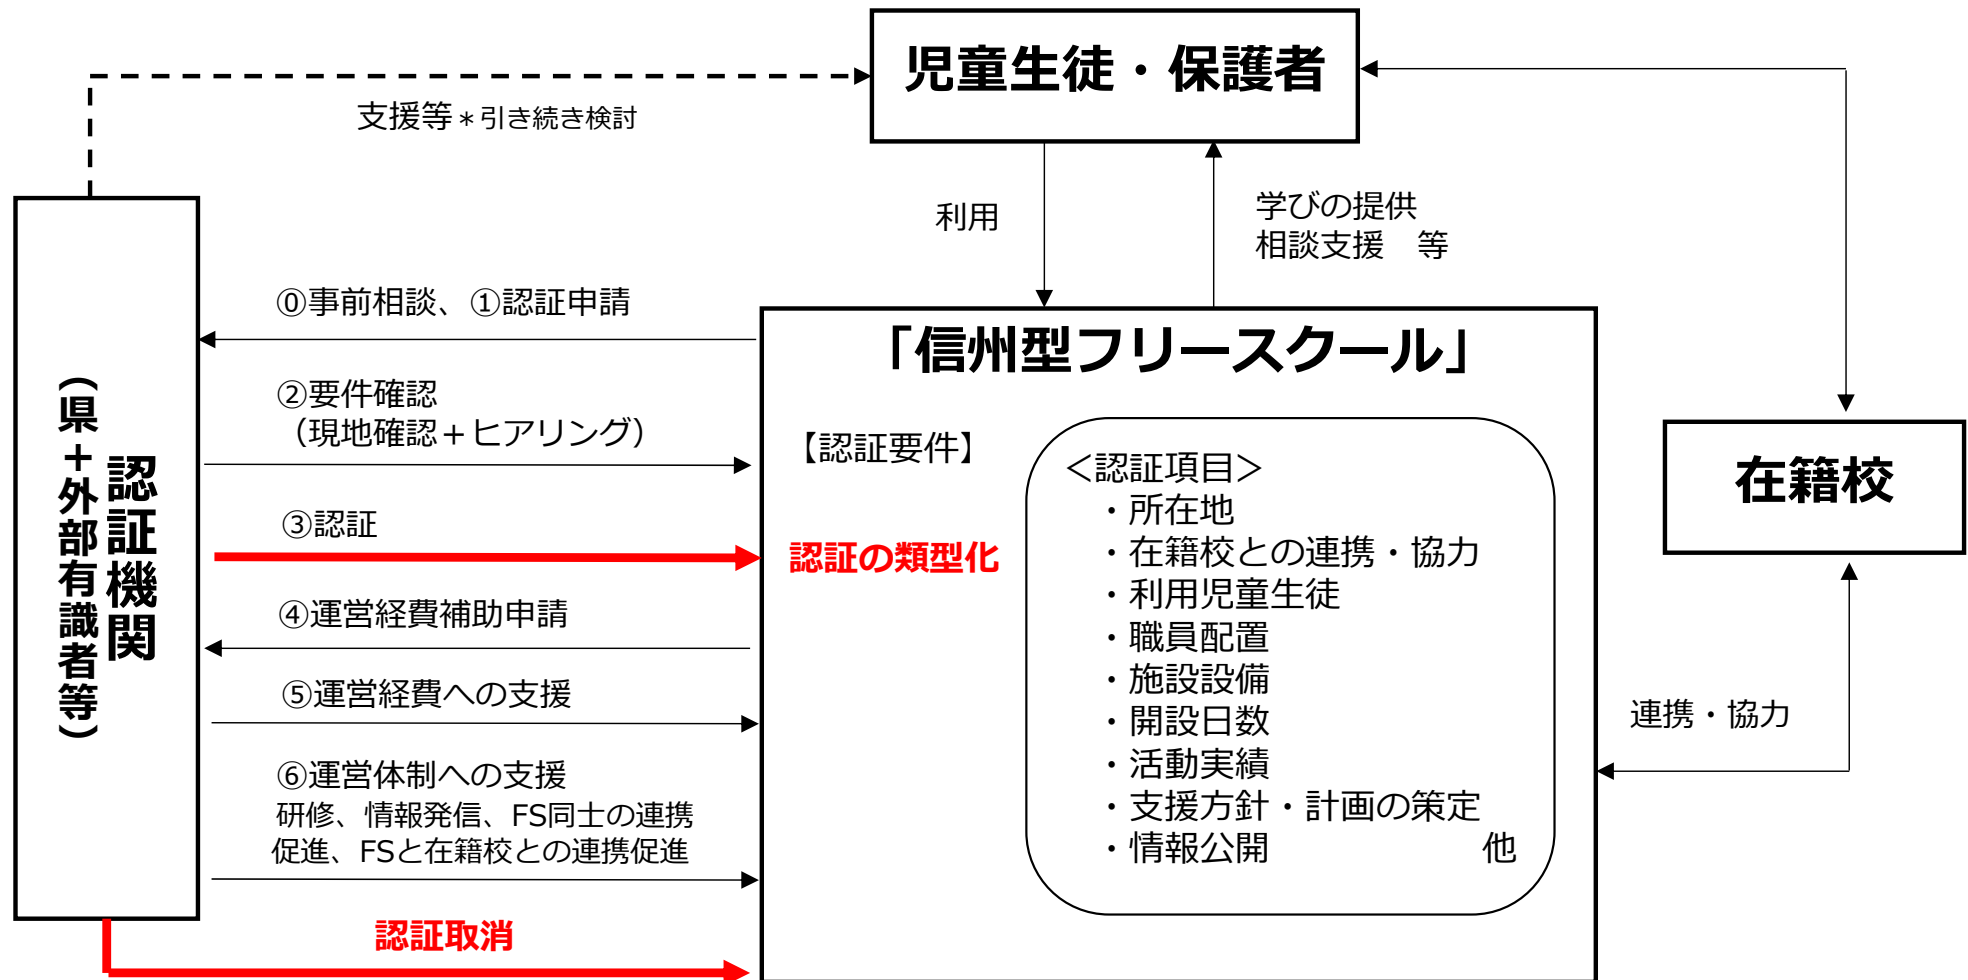 児童生徒・保護者
支援等＊引き続き検討
利用
学びの提供
相談支援　等
⓪事前相談、①認証申請
②要件確認
（現地確認＋ヒアリング）
③認証
④運営経費補助申請
⑤運営経費への支援
⑥運営体制への支援
研修、情報発信、FS同士の連携
促進、FSと在籍校との連携促進
認証取消
認証機関
（県＋外部有識者等）
「信州型フリースクール」
【認証要件】
認証の類型化
＜認証項目＞
・所在地
・在籍校との連携・協力
・利用児童生徒
・職員配置
・施設設備
・開設日数
・活動実績
・支援方針・計画の策定
・情報公開　　　　　　　他
在籍校
連携・協力